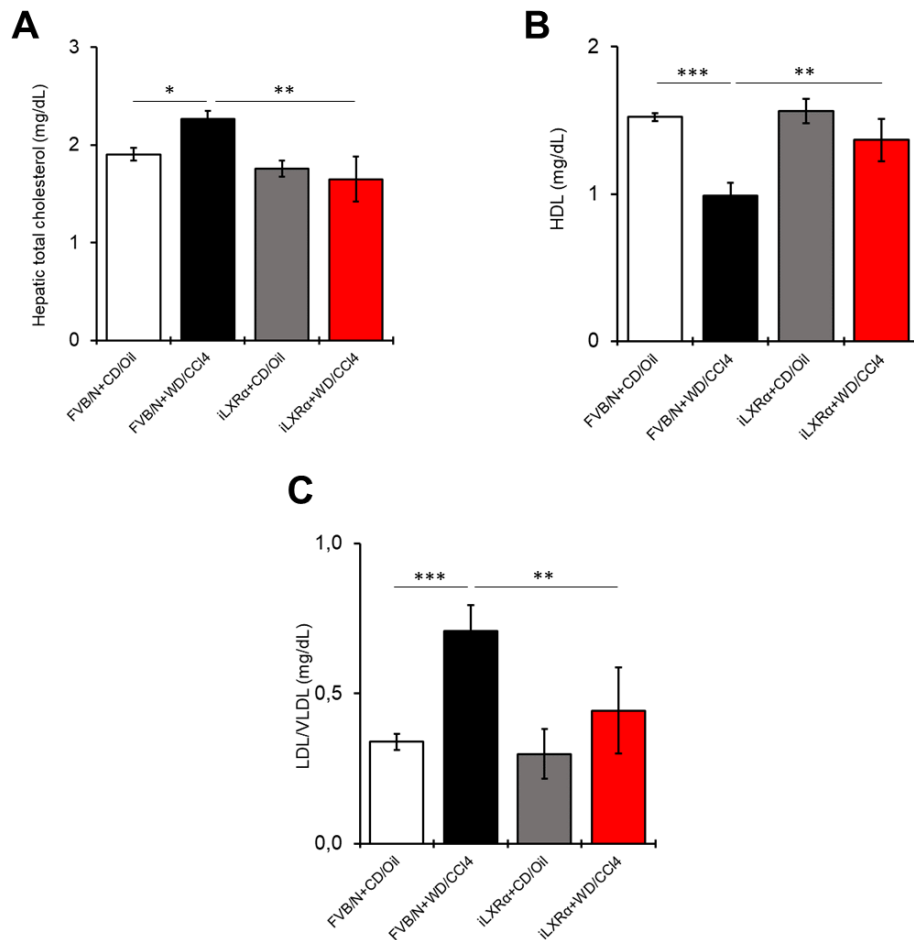 A
Hepatic total cholesterol (mg/dL)
3
2
1
0
*
**
FVB/N+CD/Oil
FVB/N+WD/CCl4
iLXRα+CD/Oil
iLXRα+WD/CCl4
B
HDL (mg/dL)
2
1
0
***
**
FVB/N+CD/Oil
FVB/N+WD/CCl4
iLXRα+CD/Oil
iLXRα+WD/CCl4
C
LDL/VLDL (mg/dL)
1,0
0,5
0,0
***
**
FVB/N+CD/Oil
FVB/N+WD/CCl4
iLXRα+CD/Oil
iLXRα+WD/CCl4